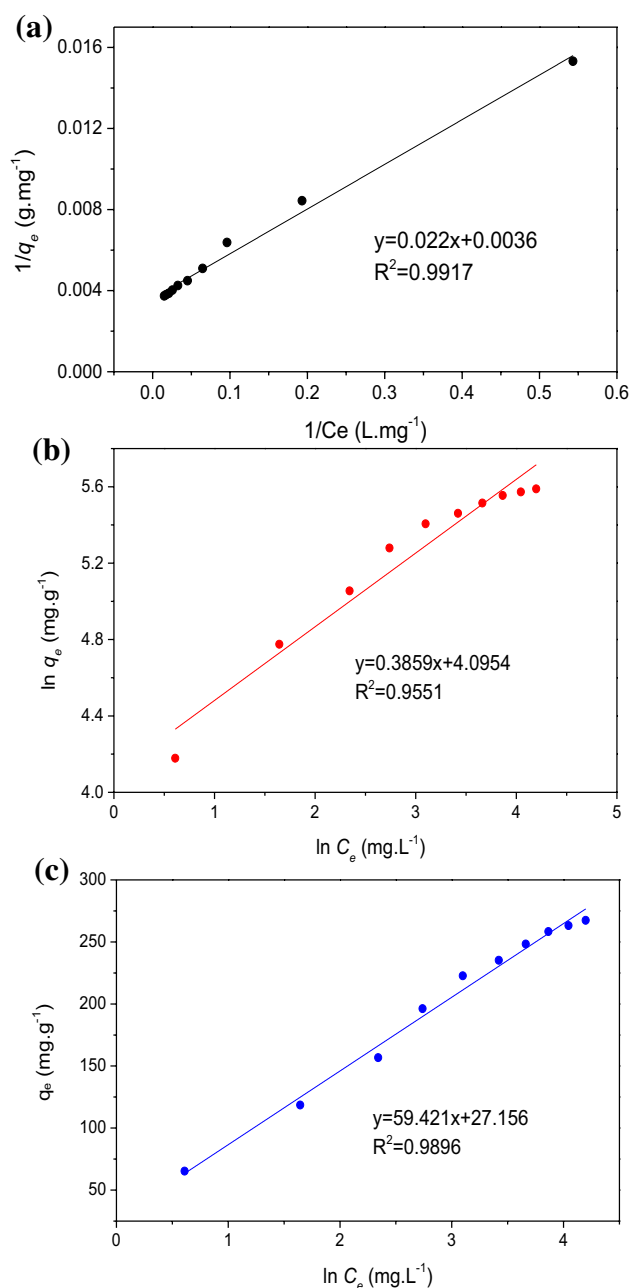 (a)
0.016
0.012
0.008
0.004
0.000
1/qₑ (g.mg⁻¹)
y=0.022x+0.0036
R²=0.9917
0.0 0.1 0.2 0.3 0.4 0.5 0.6
1/Ce (L.mg⁻¹)
(b)
5.6
5.2
4.8
4.4
4.0
ln qₑ (mg.g⁻¹)
y=0.3859x+4.0954
R²=0.9551
0 1 2 3 4 5
ln Cₑ (mg.L⁻¹)
(c)
300
250
200
150
100
50
qₑ (mg.g⁻¹)
y=59.421x+27.156
R²=0.9896
0 1 2 3 4
ln Cₑ (mg.L⁻¹)